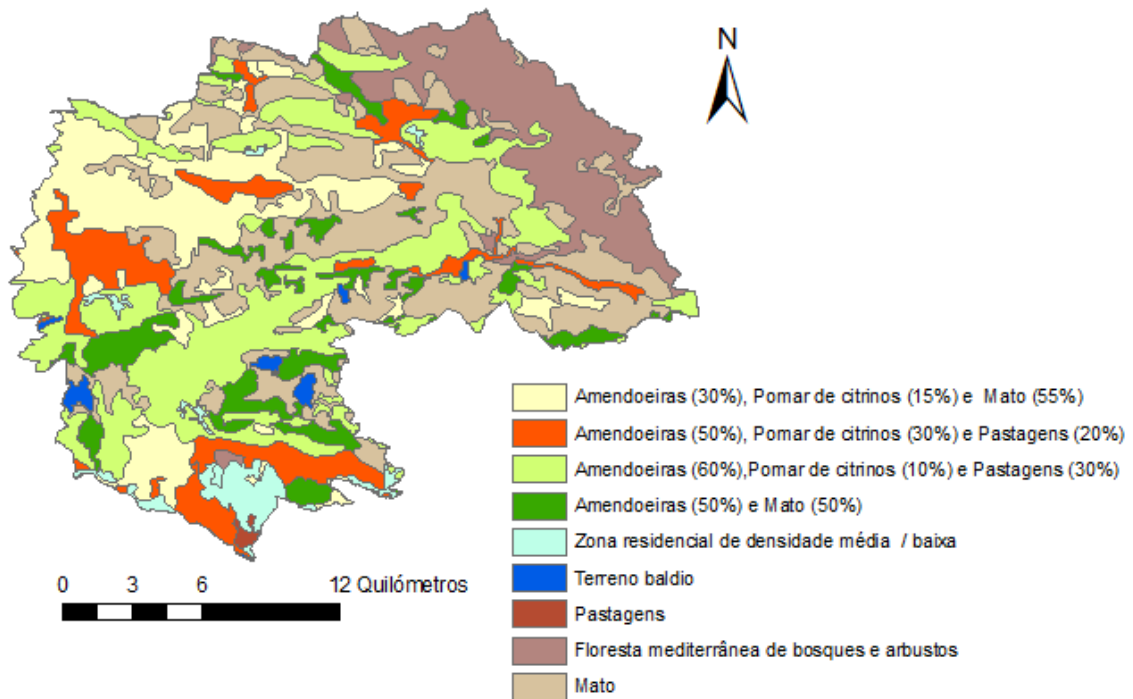 N
Amendoeiras (30%), Pomar de citrinos (15%) e Mato (55%)
Amendoeiras (50%), Pomar de citrinos (30%) e Pastagens (20%)
Amendoeiras (60%),Pomar de citrinos (10%) e Pastagens (30%)
Amendoeiras (50%) e Mato (50%)
Zona residencial de densidade média / baixa
Terreno baldio
Pastagens
Floresta mediterrânea de bosques e arbustos
Mato
0 3 6 12 Quilómetros